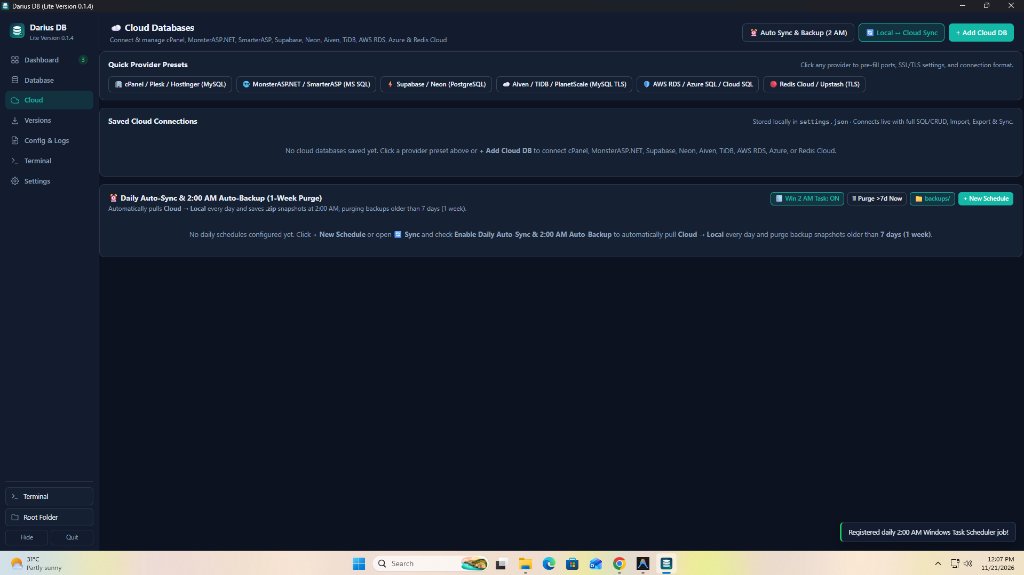 Darius DB (Lite Version 0.1.4)
Darius DB
Lite Version 0.1.4
Dashboard 3
Database
Cloud
Versions
Config & Logs
Terminal
Settings
Cloud Databases
Connect & manage cPanel, MonsterASP.NET, SmarterASP, Supabase, Neon, Aiven, TiDB, AWS RDS, Azure & Redis Cloud
Auto Sync & Backup (2 AM)
Local ↔ Cloud Sync
+ Add Cloud DB
Quick Provider Presets
Click any provider to pre-fill ports, SSL/TLS settings, and connection format.
cPanel / Plesk / Hostinger (MySQL)
MonsterASP.NET / SmarterASP (MS SQL)
Supabase / Neon (PostgreSQL)
Aiven / TiDB / PlanetScale (MySQL TLS)
AWS RDS / Azure SQL / Cloud SQL
Redis Cloud / Upstash (TLS)
Saved Cloud Connections
Stored locally in settings.json · Connects live with full SQL/CRUD, Import, Export & Sync.
No cloud databases saved yet. Click a provider preset above or + Add Cloud DB to connect cPanel, MonsterASP.NET, Supabase, Neon, Aiven, TiDB, AWS RDS, Azure, or Redis Cloud.
Daily Auto-Sync & 2:00 AM Auto-Backup (1-Week Purge)
Automatically pulls Cloud → Local every day and saves .zip snapshots at 2:00 AM, purging backups older than 7 days (1 week).
Win 2 AM Task: ON
Purge >7d Now
backups/
+ New Schedule
No daily schedules configured yet. Click + New Schedule or open Sync and check Enable Daily Auto-Sync & 2:00 AM Auto-Backup to automatically pull Cloud → Local every day and purge backup snapshots older than 7 days (1 week).
Terminal
Root Folder
Hide
Quit
Registered daily 2:00 AM Windows Task Scheduler job!
31°C
Partly sunny
Search
12:07 PM
11/21/2026